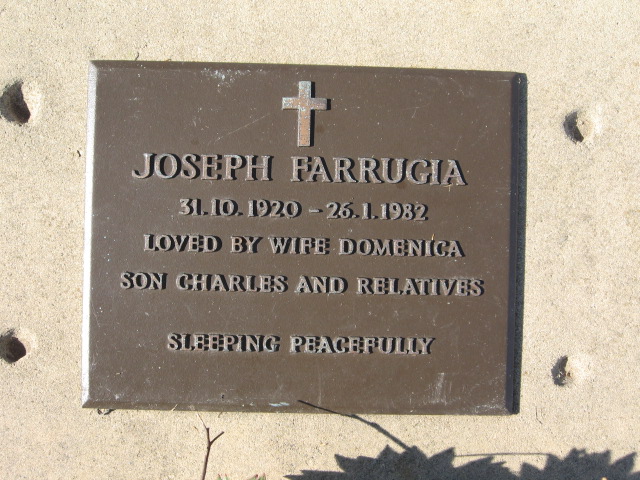 JOSEPH FARRUGIA
31.10.1920 - 26.1.1982
LOVED BY WIFE DOMENICA
SON CHARLES AND RELATIVES
SLEEPING PEACEFULLY